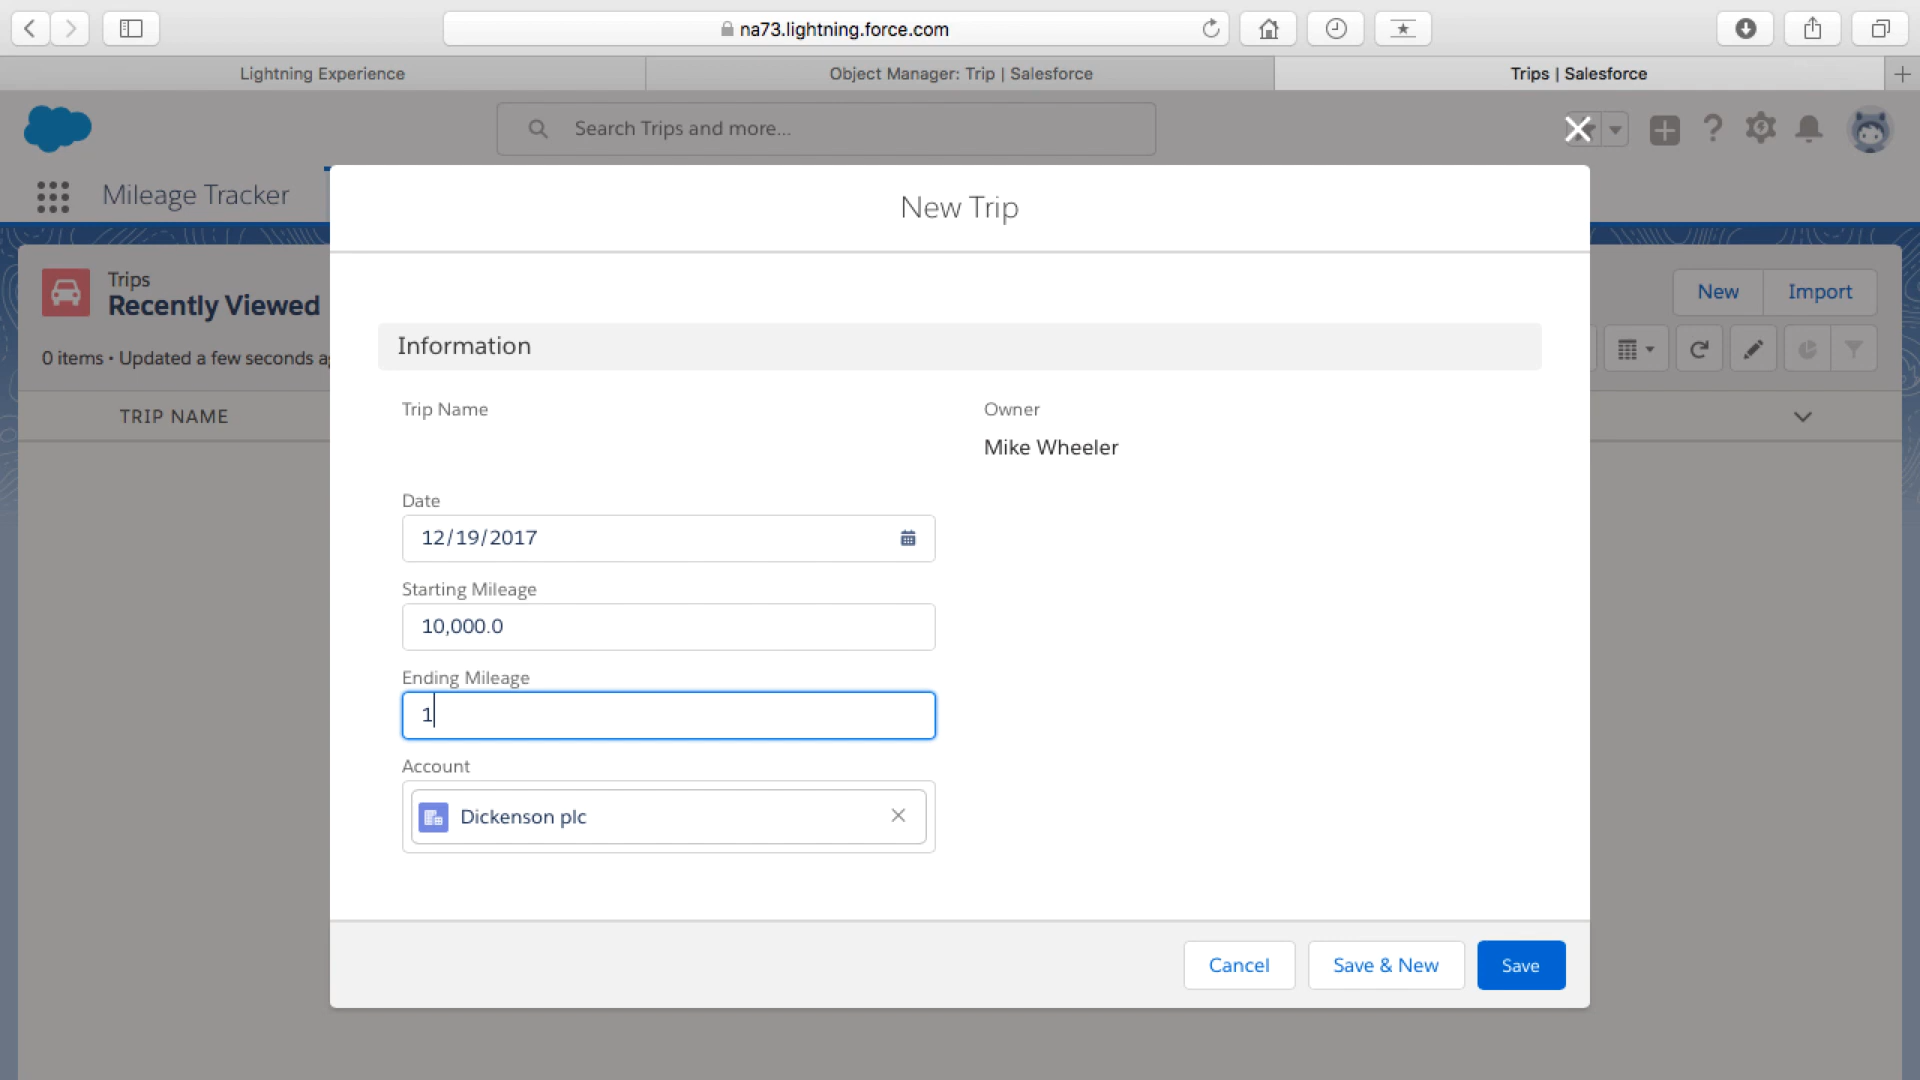 na73.lightning.force.com
Lightning Experience
Object Manager: Trip | Salesforce
Trips | Salesforce
Search Trips and more...
Mileage Tracker
New Trip
Trips
Recently Viewed
New
Import
0 items • Updated a few seconds
Information
TRIP NAME
Trip Name
Owner
Mike Wheeler
Date
12/19/2017
Starting Mileage
10,000.0
Ending Mileage
1
Account
Dickenson plc
Cancel
Save & New
Save